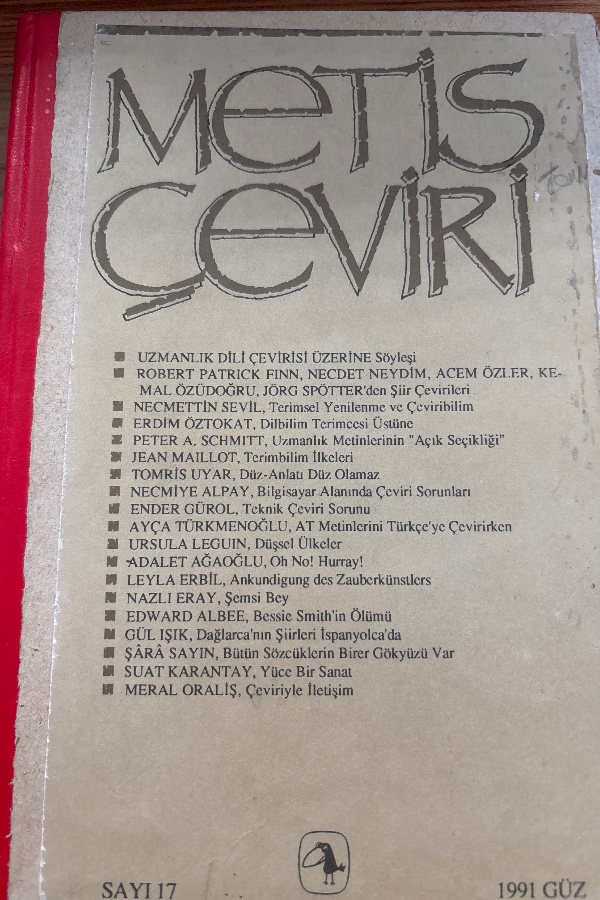 METİS
ÇEVİRİ
UZMANLIK DİLİ ÇEVİRİSİ ÜZERİNE Söyleşi
ROBERT PATRICK FINN, NECDET NEYDİM, ACEM ÖZLER, KE-
MAL ÖZÜDOĞRU, JÖRG SPÖTTER'den Şiir Çevirileri
NECMETTİN SEVİL, Terimsel Yenilenme ve Çeviribilim
ERDİM ÖZTOKAT, Dilbilim Terimcesi Üstüne
PETER A. SCHMITT, Uzmanlık Metinlerinin "Açık Seçikliği"
JEAN MAILLOT, Terimbilim İlkeleri
TOMRİS UYAR, Düz-Anlatı Düz Olamaz
NECMİYE ALPAY, Bilgisayar Alanında Çeviri Sorunları
ENDER GÜROL, Teknik Çeviri Sorunu
AYÇA TÜRKMENOĞLU, AT Metinlerini Türkçe'ye Çevirirken
URSULA LEGUIN, Düşsel Ülkeler
ADALET AĞAOĞLU, Oh No! Hurray!
LEYLA ERBİL, Ankundigung des Zauberkünstlers
NAZLI ERAY, Şemsi Bey
EDWARD ALBEE, Bessie Smith'in Ölümü
GÜL IŞIK, Dağlarca'nın Şiirleri İspanyolca'da
ŞÂRÂ SAYIN, Bütün Sözcüklerin Birer Gökyüzü Var
SUAT KARANTAY, Yüce Bir Sanat
MERAL ORALİŞ, Çeviriyle İletişim
SAYI 17
1991 GÜZ